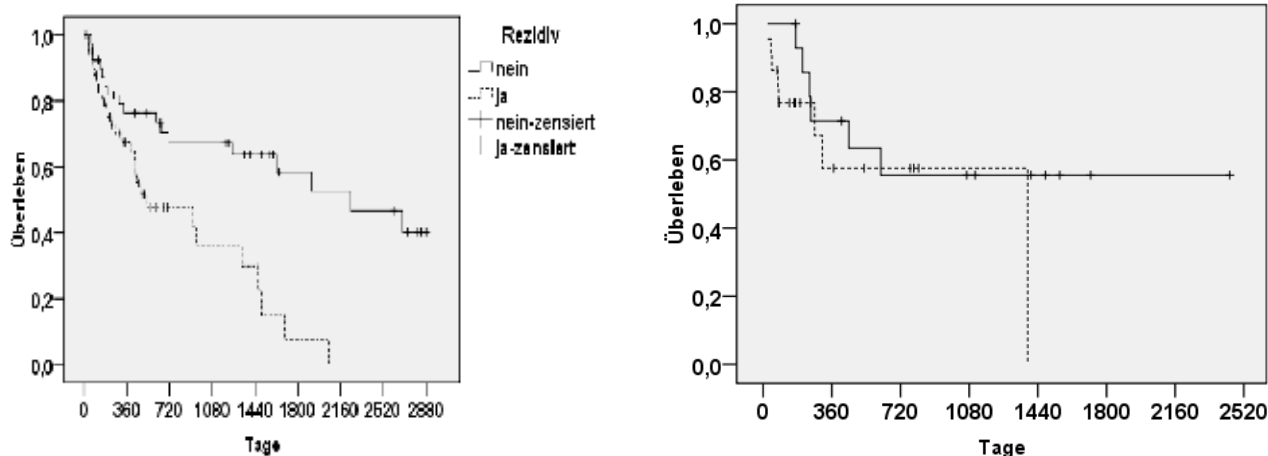 1,0
0,8
0,6
0,4
0,2
0,0
Überleben
0 360 720 1080 1440 1800 2160 2520 2880
Tage
Rezidiv
nein
ja
nein-zensiert
ja-zensiert
1,0
0,8
0,6
0,4
0,2
0,0
Überleben
0 360 720 1080 1440 1800 2160 2520
Tage